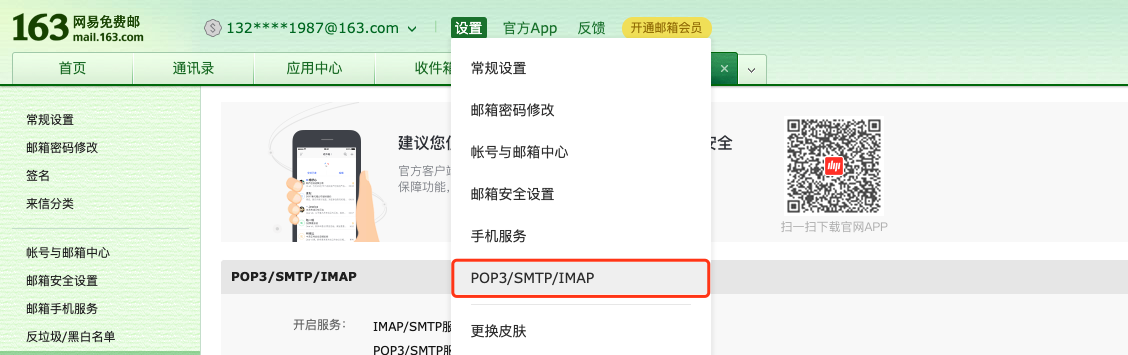 163 网易免费邮
mail.163.com
132****1987@163.com
设置
官方App
反馈
开通邮箱会员
首页
通讯录
应用中心
收件箱
常规设置
邮箱密码修改
签名
来信分类
帐号与邮箱中心
邮箱安全设置
邮箱手机服务
反垃圾/黑白名单
常规设置
邮箱密码修改
帐号与邮箱中心
邮箱安全设置
手机服务
POP3/SMTP/IMAP
更换皮肤
建议您
安全
官方客户端
保障功能,
扫一扫下载官网APP
POP3/SMTP/IMAP
开启服务:
IMAP/SMTP服
POP3/SMTP服